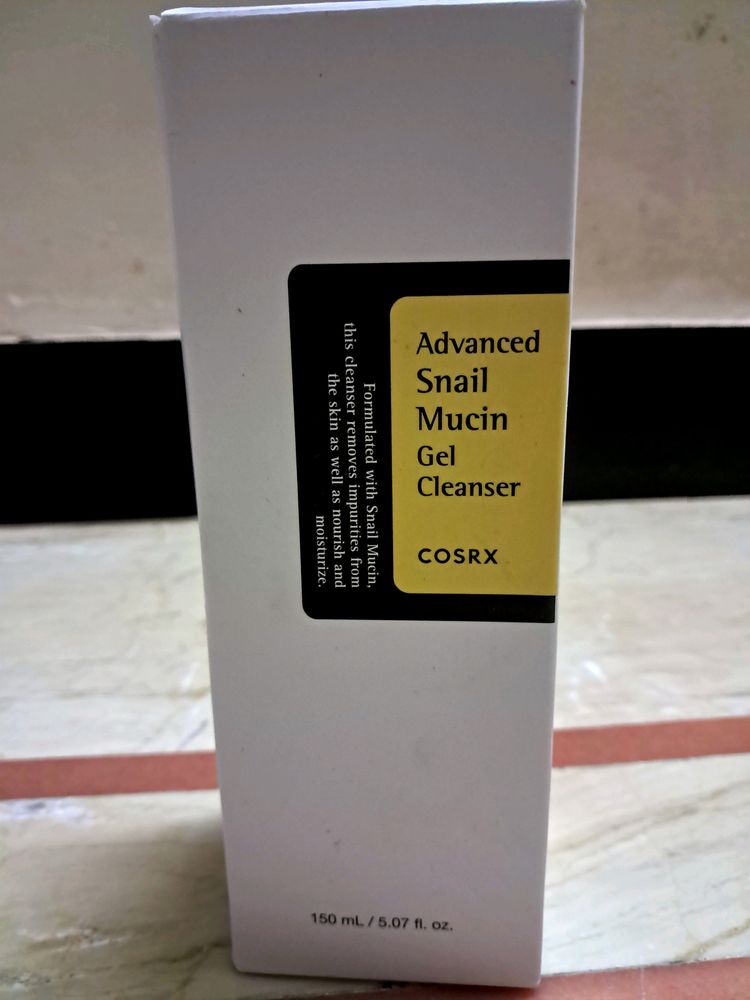 Advanced
Snail
Mucin
Gel
Cleanser
COSRX
Formulated with Snail Mucin,
this cleanser removes impurities from
the skin as well as nourish and
moisturize.
150 mL / 5.07 fl. oz.